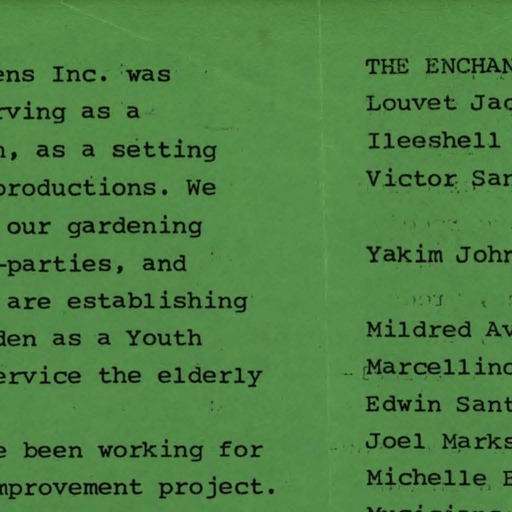 ens Inc. was
rving as a
, as a setting
productions. We
our gardening
-parties, and
are establishing
den as a Youth
ervice the elderly
been working for
mprovement project.
THE ENCHAN
Louvet Jac
Ileeshell
Victor San
Yakim John
Mildred Av
Marcellino
Edwin Sant
Joel Marks
Michelle